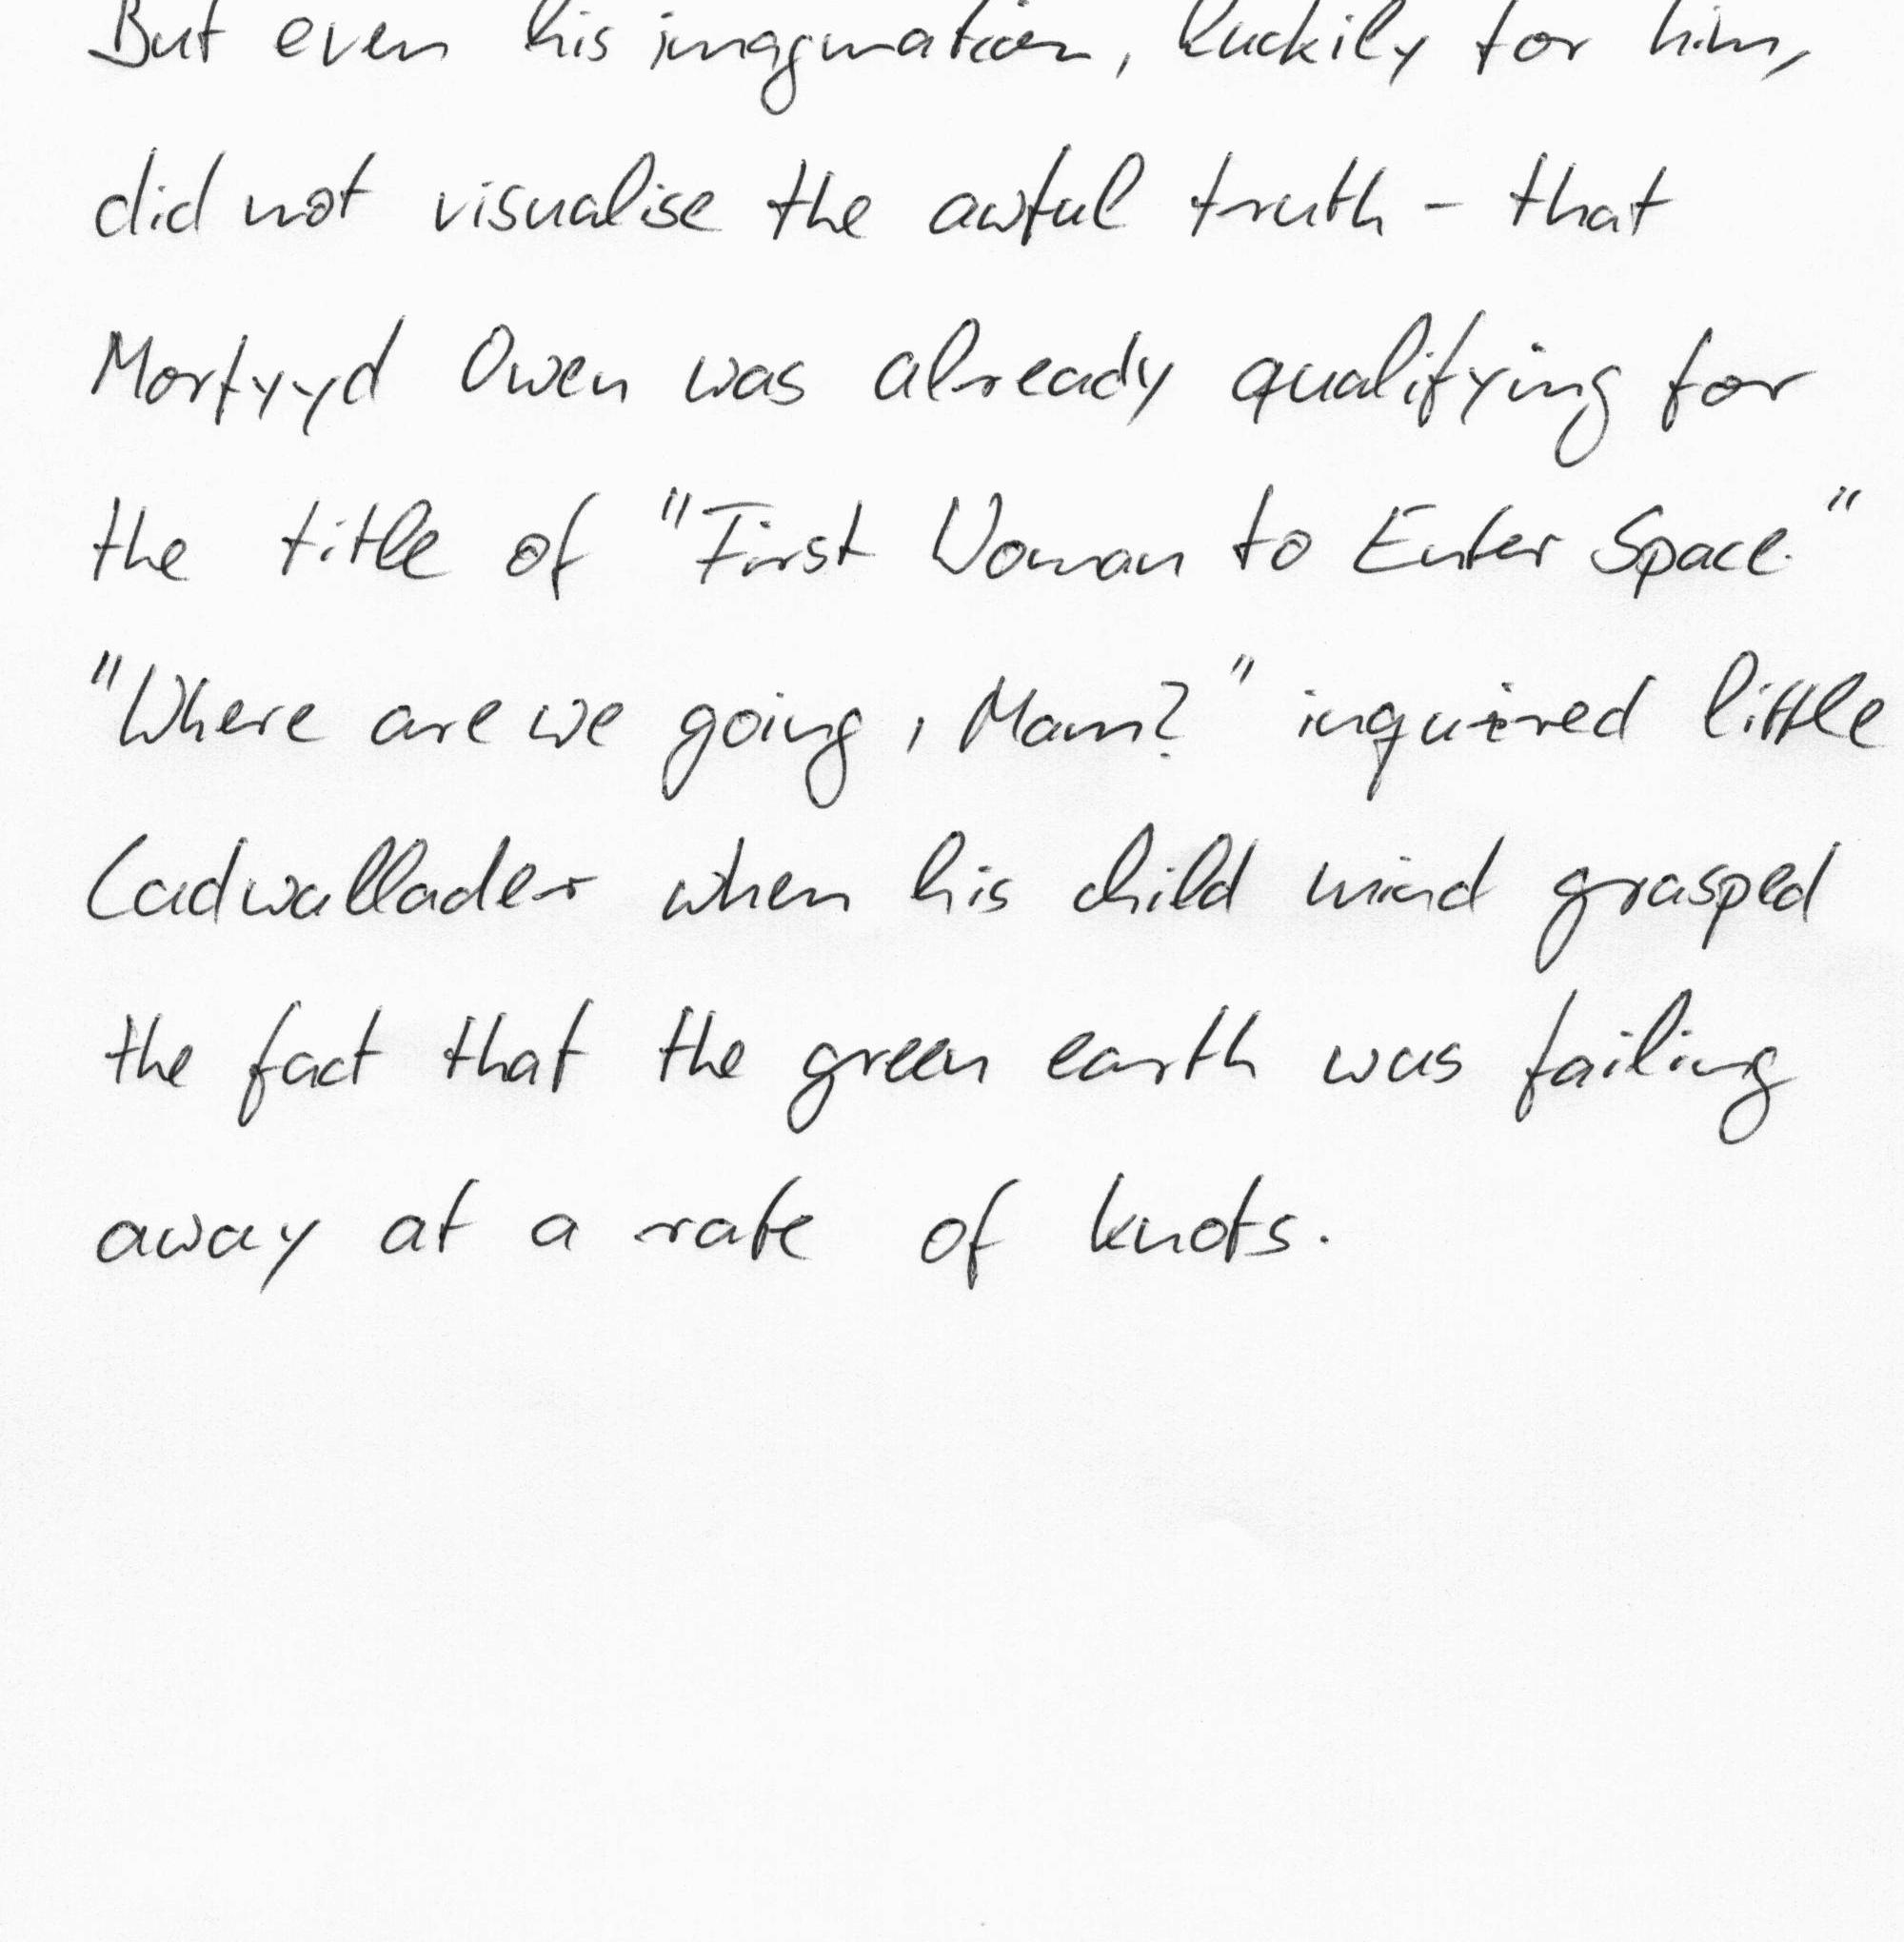 But even his imagination, luckily for him,
did not visualise the awful truth - that
Morfyyd Owen was already qualifying for
the title of "First Woman to Enter Space."
"Where are we going, Mam?" inquired little
Cadwallader when his child mind grasped
the fact that the green earth was failing
away at a rate of knots.